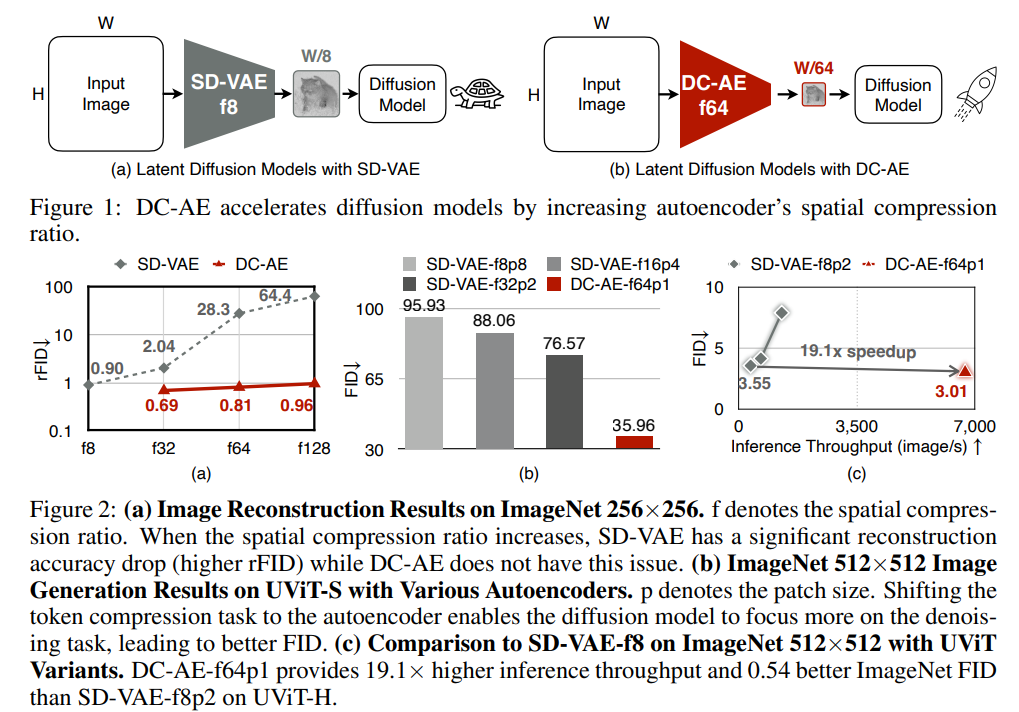 W
H
Input
Image
SD-VAE
f8
W/8
Diffusion
Model
(a) Latent Diffusion Models with SD-VAE
W
H
Input
Image
DC-AE
f64
W/64
Diffusion
Model
(b) Latent Diffusion Models with DC-AE
Figure 1: DC-AE accelerates diffusion models by increasing autoencoder's spatial compression
ratio.
SD-VAE DC-AE
100
10
1
0.1
rFID↓
0.90
2.04
28.3
64.4
0.69
0.81
0.96
f8 f32 f64 f128
(a)
SD-VAE-f8p8 SD-VAE-f16p4
SD-VAE-f32p2 DC-AE-f64p1
100
65
30
FID↓
95.93
88.06
76.57
35.96
(b)
SD-VAE-f8p2 DC-AE-f64p1
10
5
0
FID↓
19.1x speedup
3.55
3.01
0 3,500 7,000
Inference Throughput (image/s) ↑
(c)
Figure 2: (a) Image Reconstruction Results on ImageNet 256×256. f denotes the spatial compres-
sion ratio. When the spatial compression ratio increases, SD-VAE has a significant reconstruction
accuracy drop (higher rFID) while DC-AE does not have this issue. (b) ImageNet 512×512 Image
Generation Results on UViT-S with Various Autoencoders. p denotes the patch size. Shifting the
token compression task to the autoencoder enables the diffusion model to focus more on the denois-
ing task, leading to better FID. (c) Comparison to SD-VAE-f8 on ImageNet 512×512 with UViT
Variants. DC-AE-f64p1 provides 19.1× higher inference throughput and 0.54 better ImageNet FID
than SD-VAE-f8p2 on UViT-H.